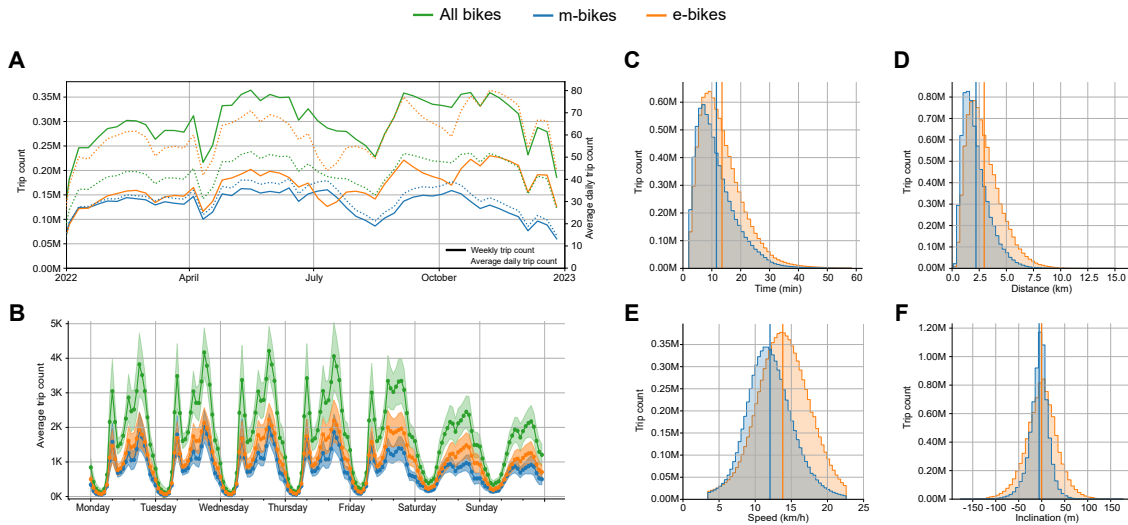 All bikes m-bikes e-bikes
A
0.35M
0.30M
0.25M
0.20M
0.15M
0.10M
0.05M
0.00M
Trip count
80
70
60
50
40
30
20
10
0
Average daily trip count
Weekly trip count
Average daily trip count
2022 April July October 2023
B
5K
4K
3K
2K
1K
0K
Average trip count
Monday Tuesday Wednesday Thursday Friday Saturday Sunday
C
0.60M
0.50M
0.40M
0.30M
0.20M
0.10M
0.00M
Trip count
0 10 20 30 40 50 60
Time (min)
D
0.80M
0.60M
0.40M
0.20M
0.00M
Trip count
0.0 2.5 5.0 7.5 10.0 12.5 15.0
Distance (km)
E
0.35M
0.30M
0.25M
0.20M
0.15M
0.10M
0.05M
0.00M
Trip count
0 5 10 15 20 25
Speed (km/h)
F
1.20M
1.00M
0.80M
0.60M
0.40M
0.20M
0.00M
Trip count
-150 -100 -50 0 50 100 150
Inclination (m)